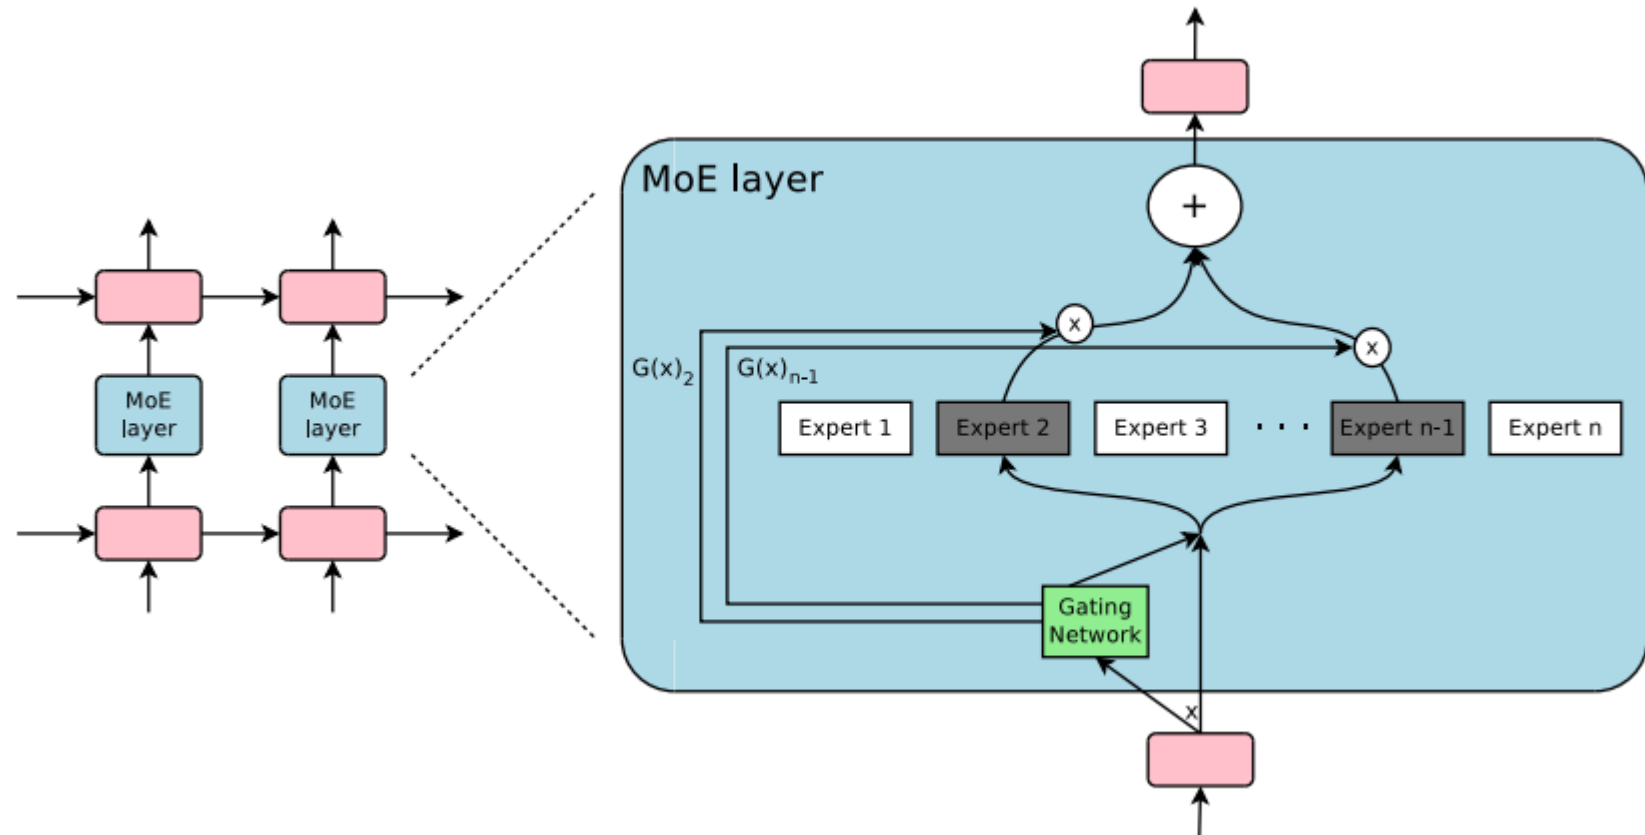 MoE
layer
MoE
layer
MoE layer
+
x
x
G(x)2
G(x)n-1
Expert 1
Expert 2
Expert 3
. . .
Expert n-1
Expert n
Gating
Network
x